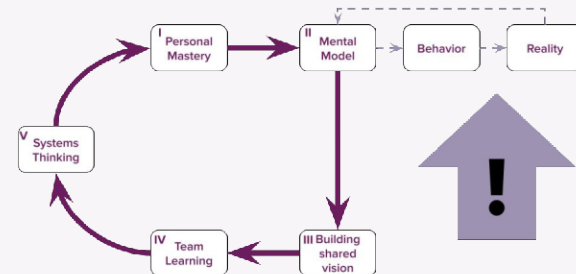 I
Personal
Mastery
II
Mental
Model
Behavior
Reality
V
Systems
Thinking
IV
Team
Learning
III Building
shared
vision
!